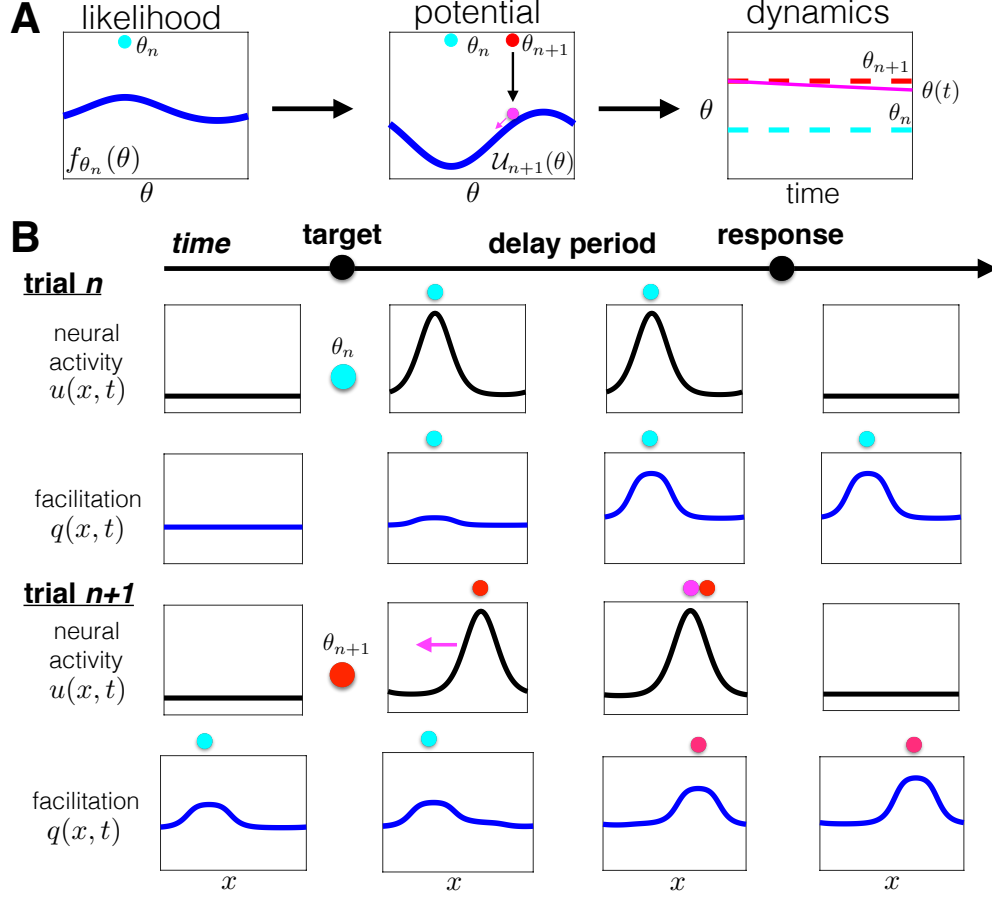 A
likelihood
potential
dynamics
θn
θn
θn+1
θn+1
θ(t)
θn
θ
fθn(θ)
Un+1(θ)
θ
θ
time
B
time
target
delay period
response
trial n
neural
activity
u(x, t)
θn
facilitation
q(x, t)
trial n+1
neural
activity
u(x, t)
θn+1
facilitation
q(x, t)
x
x
x
x